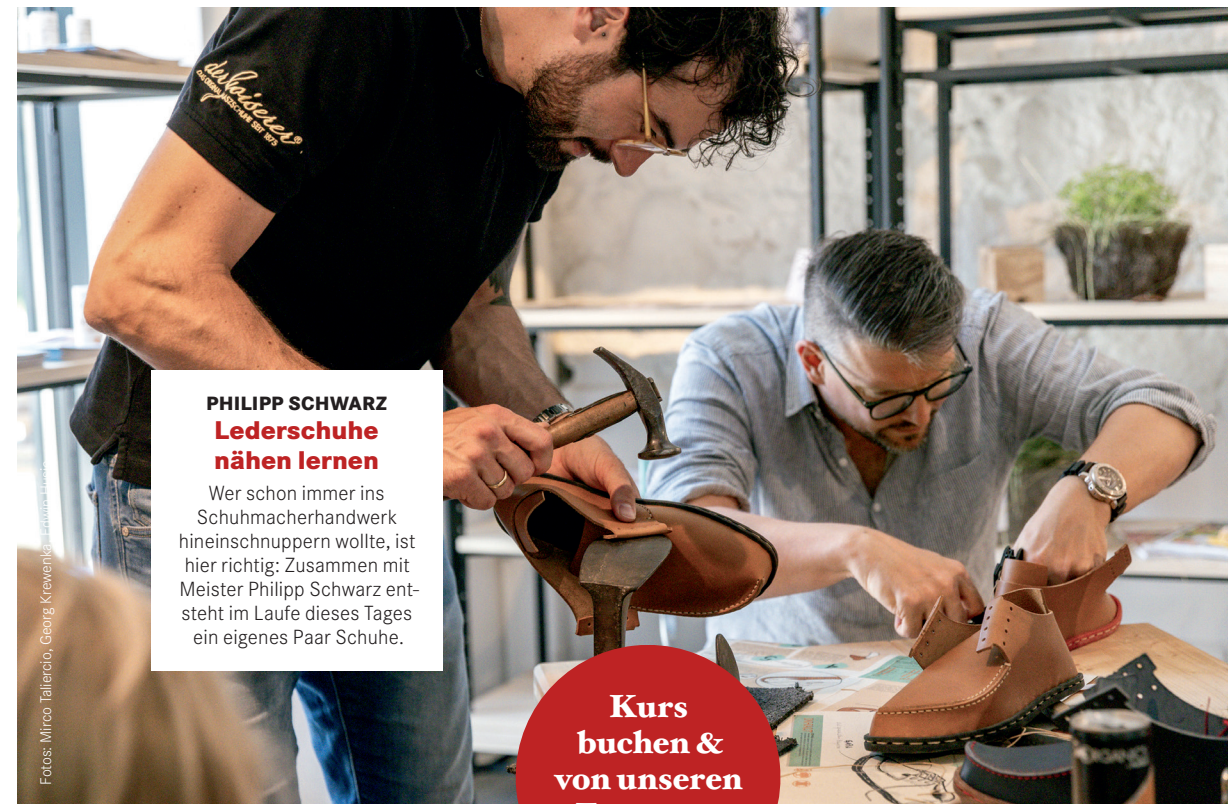 der Haiserer®
PHILIPP SCHWARZ
Lederschuhe
nähen lernen
Wer schon immer ins
Schuhmacherhandwerk
hineinschnuppern wollte, ist
hier richtig: Zusammen mit
Meister Philipp Schwarz ent-
steht im Laufe dieses Tages
ein eigenes Paar Schuhe.
Kurs
buchen &
von unseren
Fotos: Mirco Taliercio, Georg Krewenka,